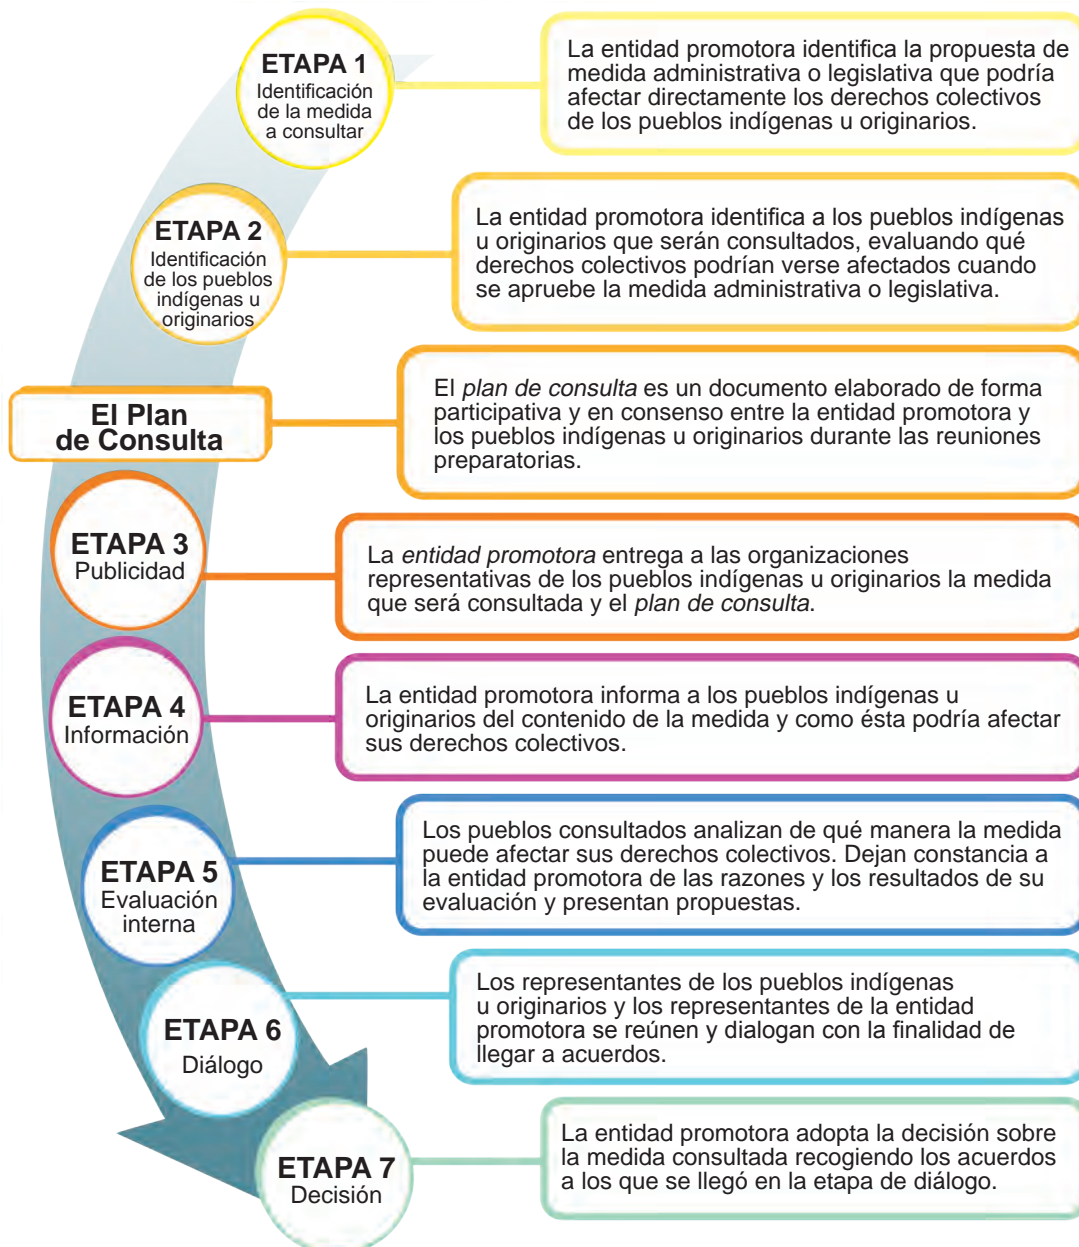 ETAPA 1
Identificación
de la medida
a consultar
La entidad promotora identifica la propuesta de
medida administrativa o legislativa que podría
afectar directamente los derechos colectivos
de los pueblos indígenas u originarios.
ETAPA 2
Identificación
de los pueblos
indígenas u
originarios
La entidad promotora identifica a los pueblos indígenas
u originarios que serán consultados, evaluando qué
derechos colectivos podrían verse afectados cuando
se apruebe la medida administrativa o legislativa.
El Plan
de Consulta
El plan de consulta es un documento elaborado de forma
participativa y en consenso entre la entidad promotora y
los pueblos indígenas u originarios durante las reuniones
preparatorias.
ETAPA 3
Publicidad
La entidad promotora entrega a las organizaciones
representativas de los pueblos indígenas u originarios la medida
que será consultada y el plan de consulta.
ETAPA 4
Información
La entidad promotora informa a los pueblos indígenas u
originarios del contenido de la medida y como ésta podría afectar
sus derechos colectivos.
ETAPA 5
Evaluación
interna
Los pueblos consultados analizan de qué manera la medida
puede afectar sus derechos colectivos. Dejan constancia a
la entidad promotora de las razones y los resultados de su
evaluación y presentan propuestas.
ETAPA 6
Diálogo
Los representantes de los pueblos indígenas
u originarios y los representantes de la entidad
promotora se reúnen y dialogan con la finalidad de
llegar a acuerdos.
ETAPA 7
Decisión
La entidad promotora adopta la decisión sobre
la medida consultada recogiendo los acuerdos
a los que se llegó en la etapa de diálogo.